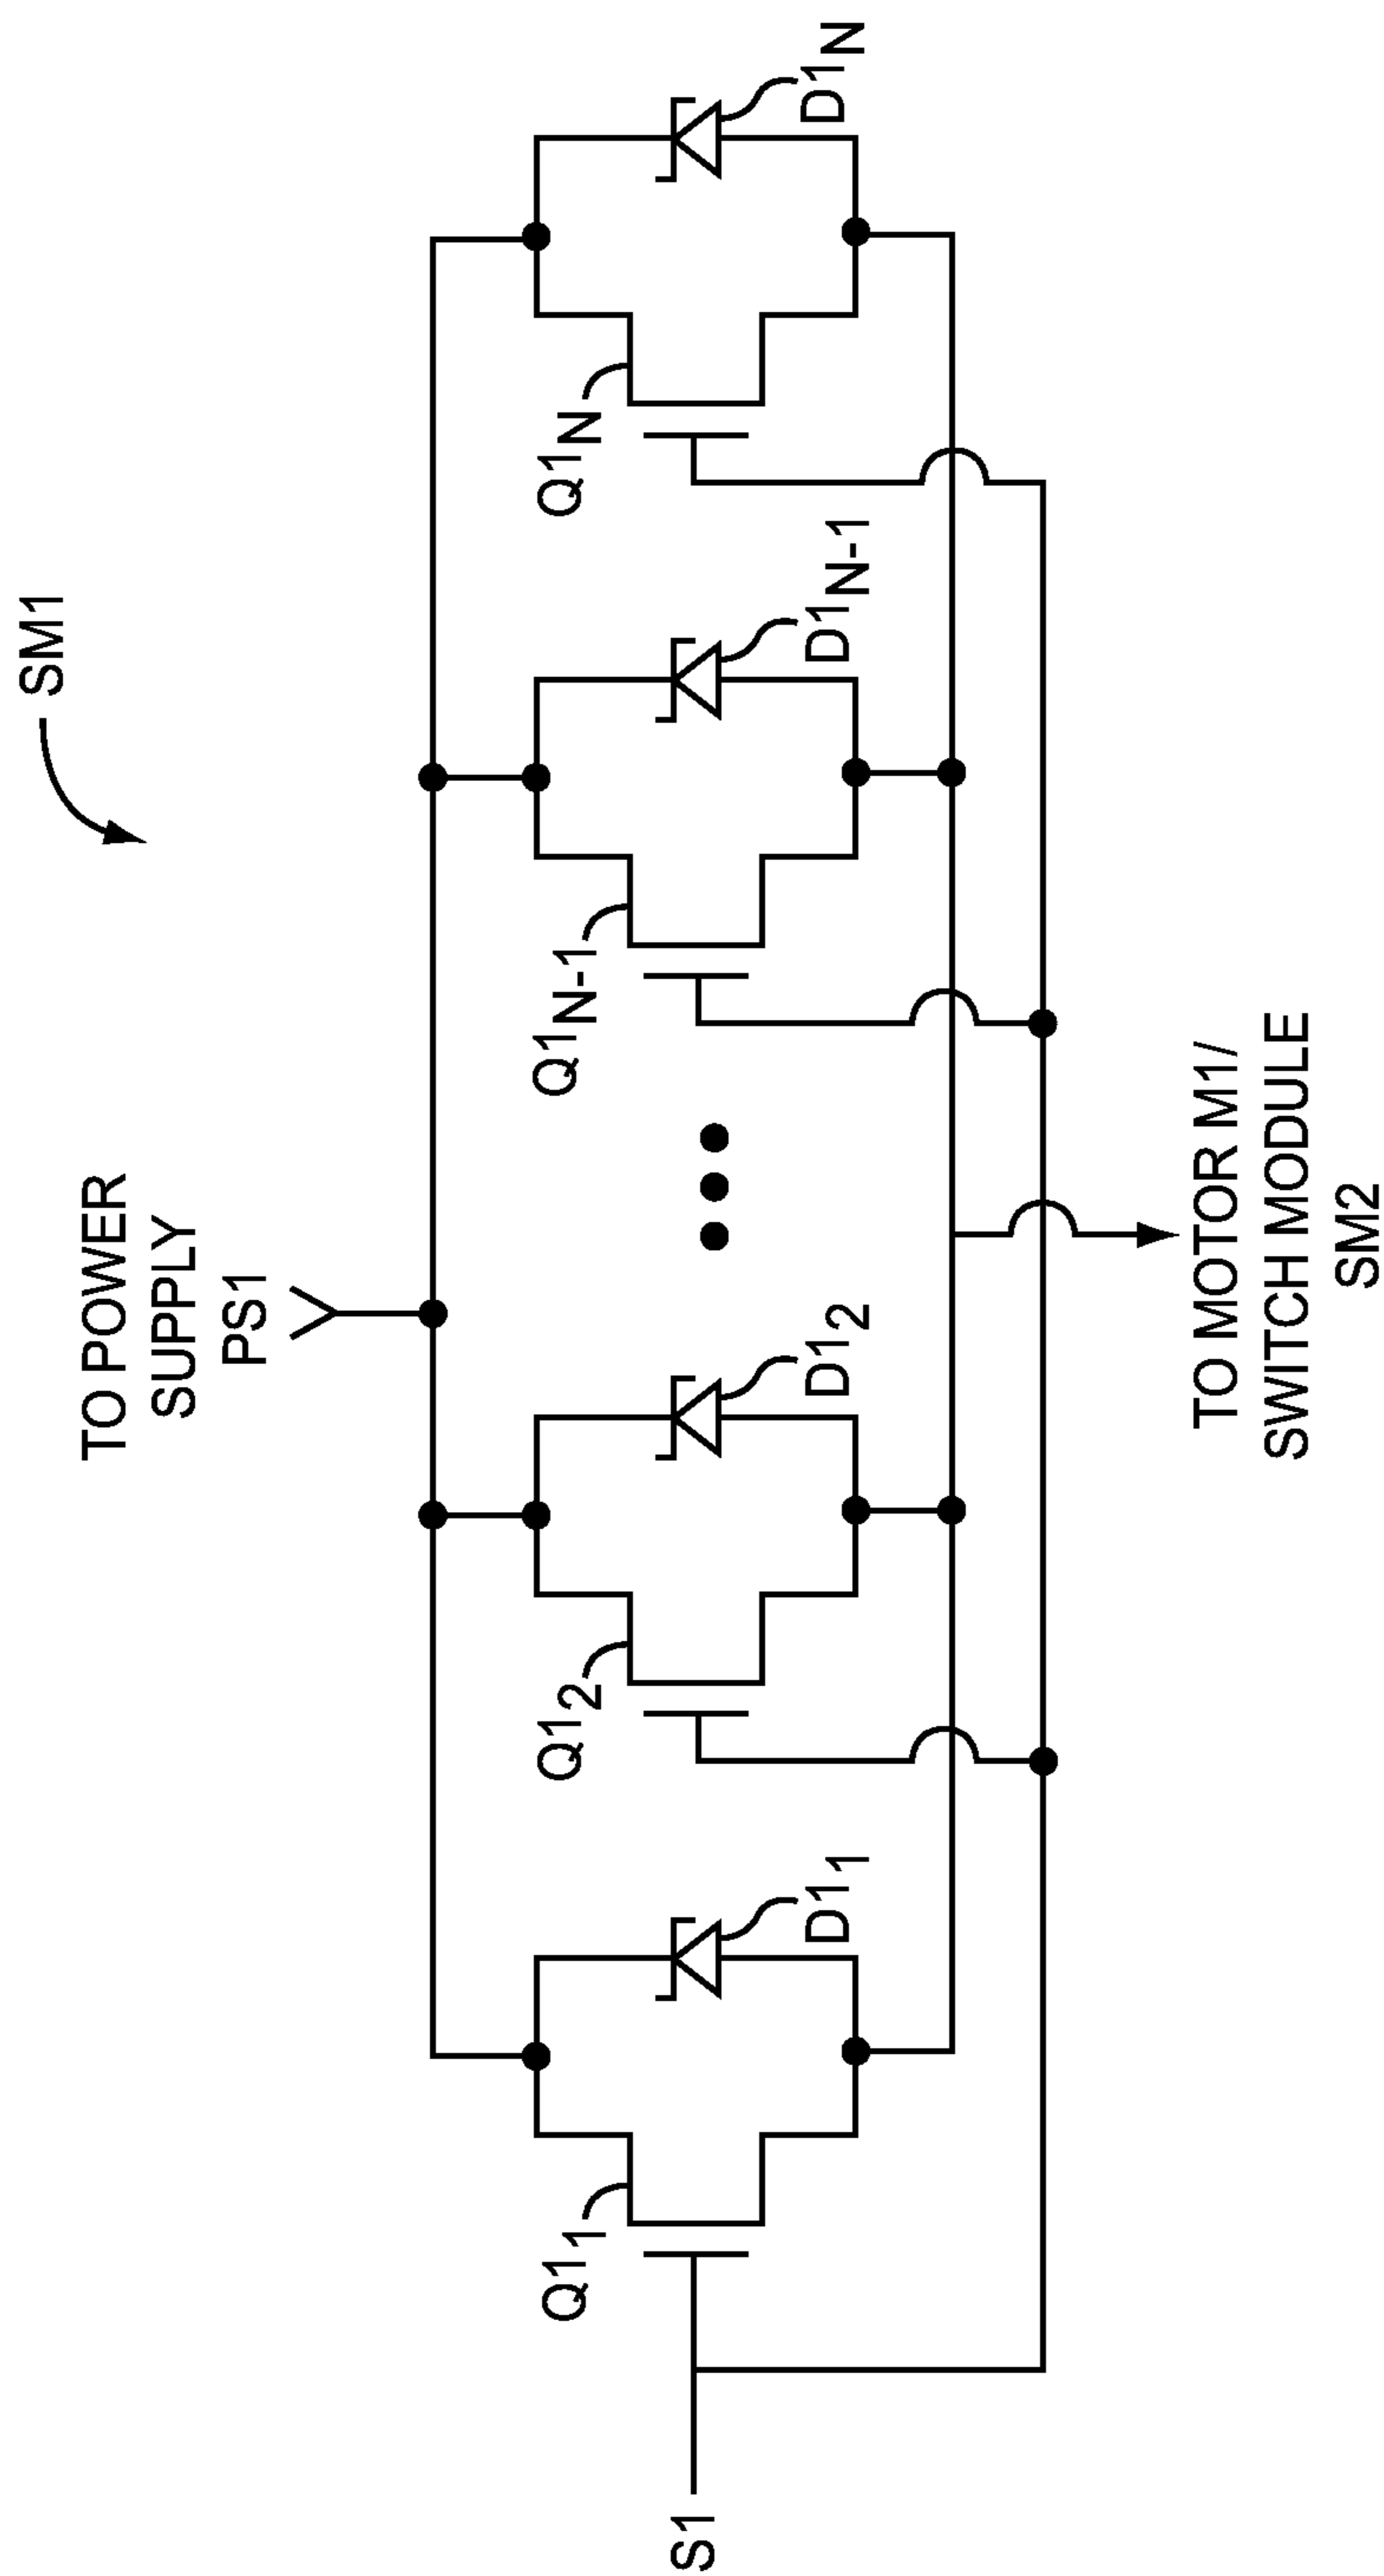 SM1
TO POWER
SUPPLY
PS1
Q1₁
D1₁
Q1₂
D1₂
Q1N-1
D1N-1
Q1N
D1N
S1
TO MOTOR M1/
SWITCH MODULE
SM2